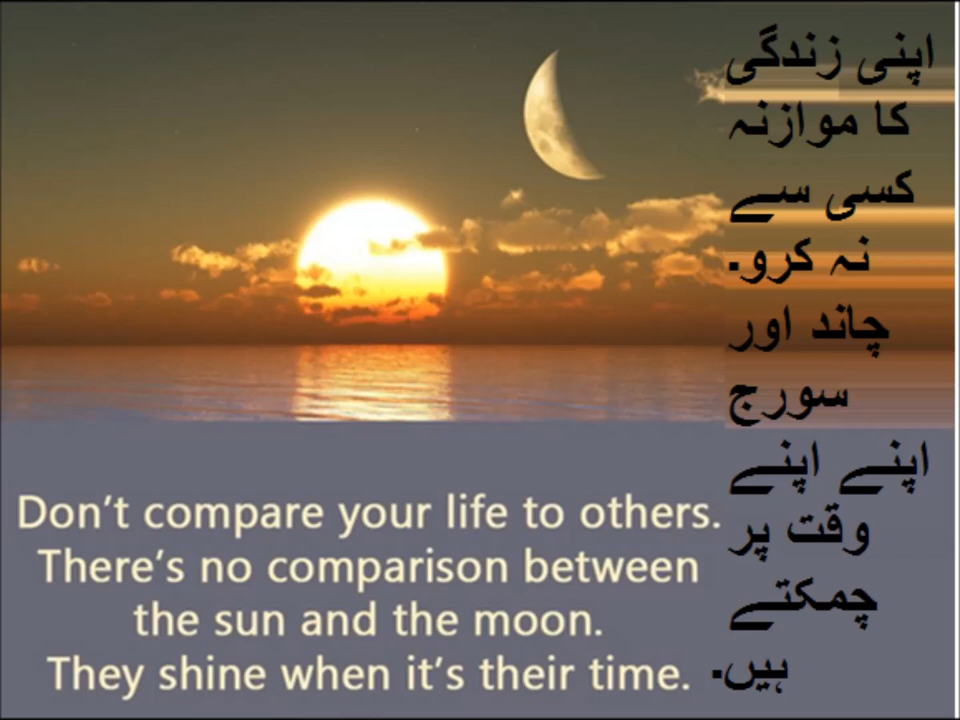 اپنی زندگی
کا موازنہ
کسی سے
نہ کرو.
چاند اور
سورج
اپنے اپنے
وقت پر
چمکتے
ہیں.
Don't compare your life to others.
There's no comparison between
the sun and the moon.
They shine when it's their time.